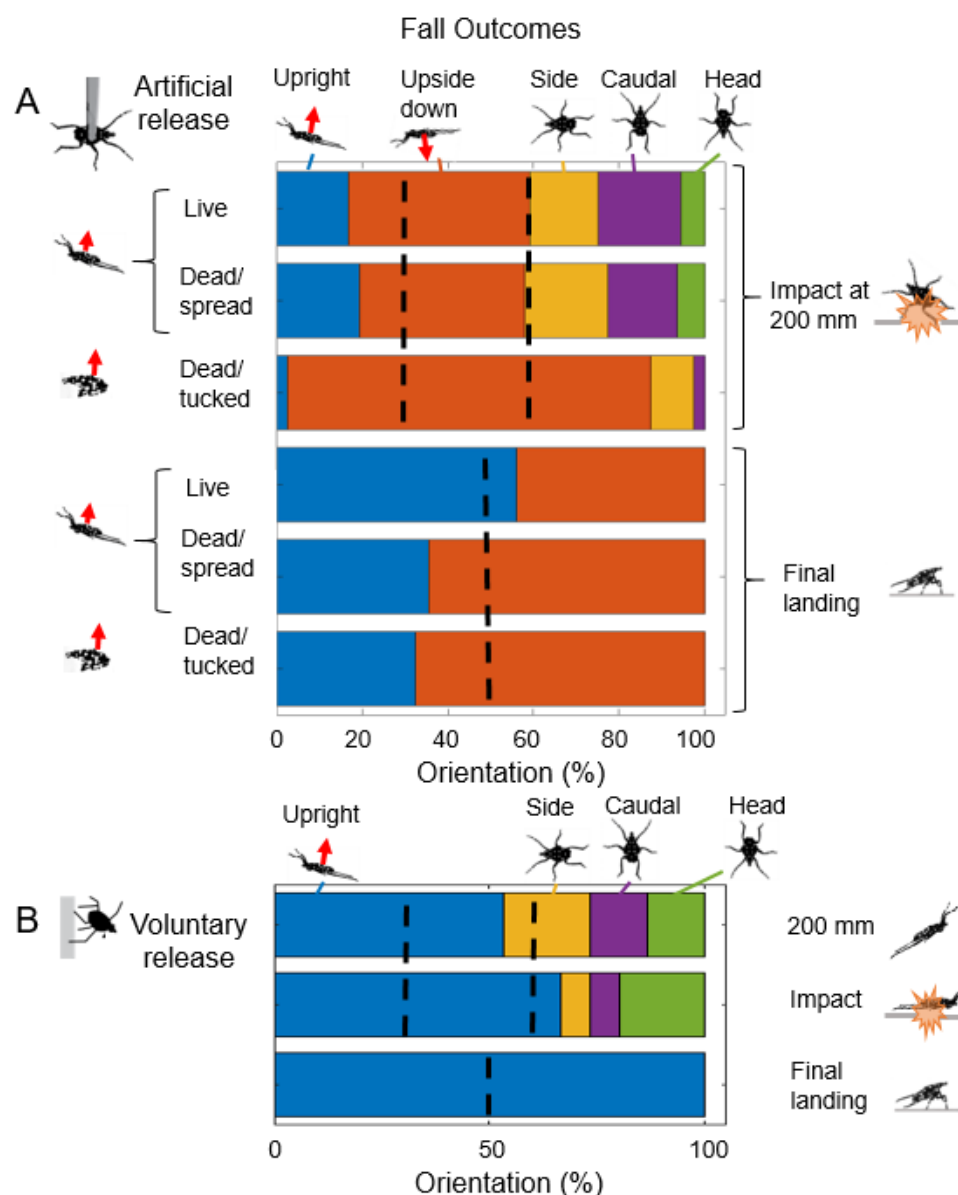 Fall Outcomes
A
Artificial
release
Upright
Upside
down
Side
Caudal
Head
Live
Dead/
spread
Dead/
tucked
Impact at
200 mm
Live
Dead/
spread
Dead/
tucked
Final
landing
0 20 40 60 80 100
Orientation (%)
B
Voluntary
release
Upright
Side
Caudal
Head
200 mm
Impact
Final
landing
0 50 100
Orientation (%)